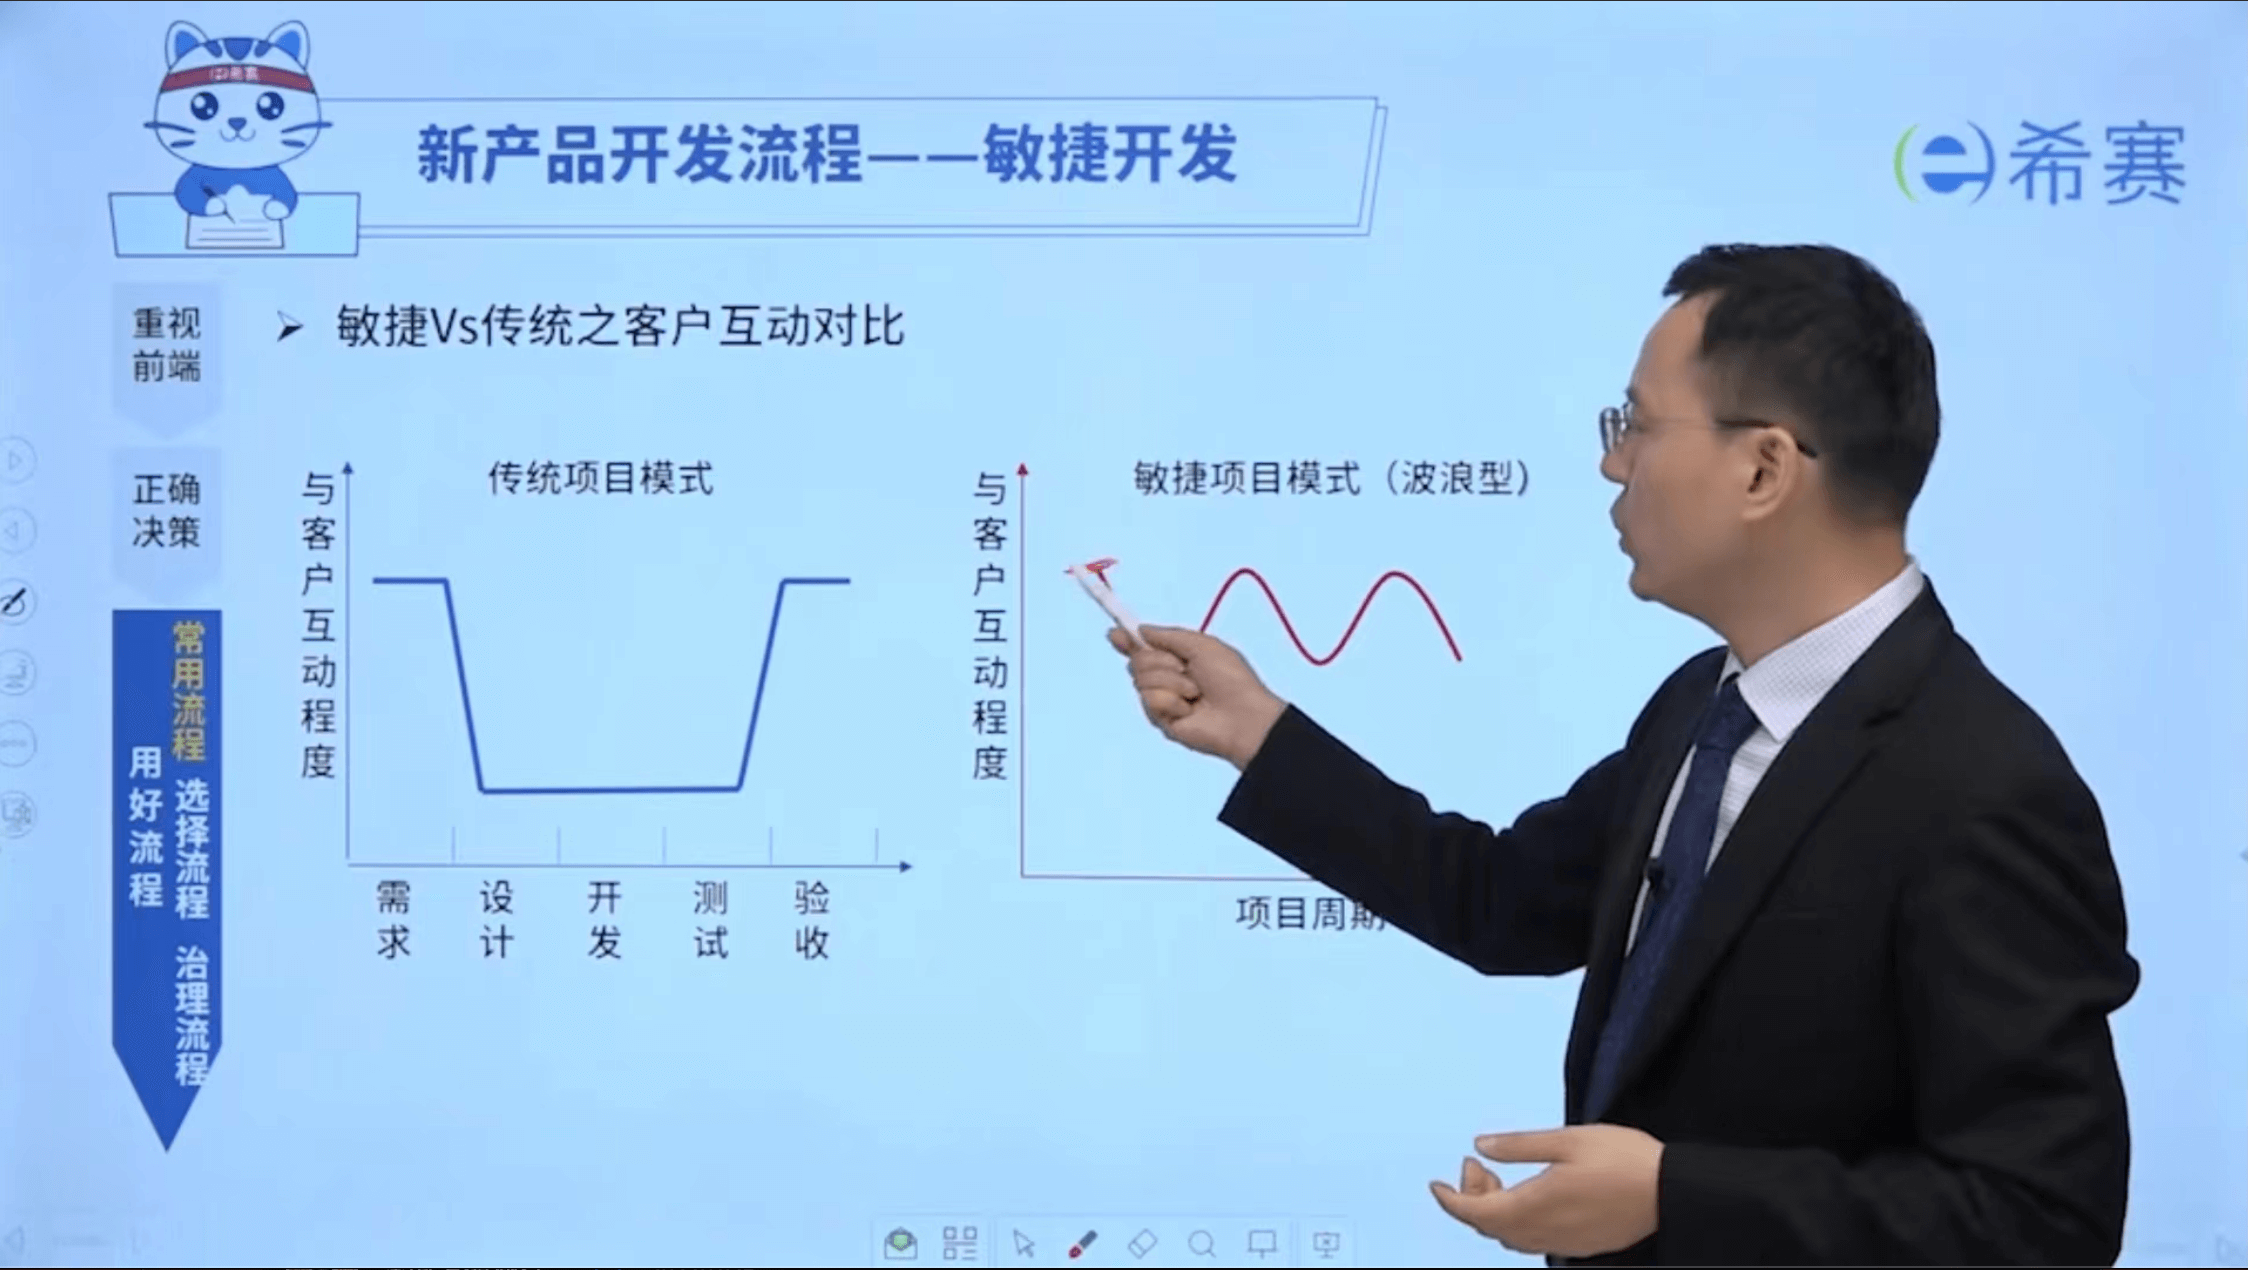 新产品开发流程——敏捷开发
希赛
重视
前端
正确
决策
常用流程
选择流程
治理流程
用好流程
➤ 敏捷Vs传统之客户互动对比
传统项目模式
与客户互动程度
需求
设计
开发
测试
验收
敏捷项目模式（波浪型）
与客户互动程度
项目周期